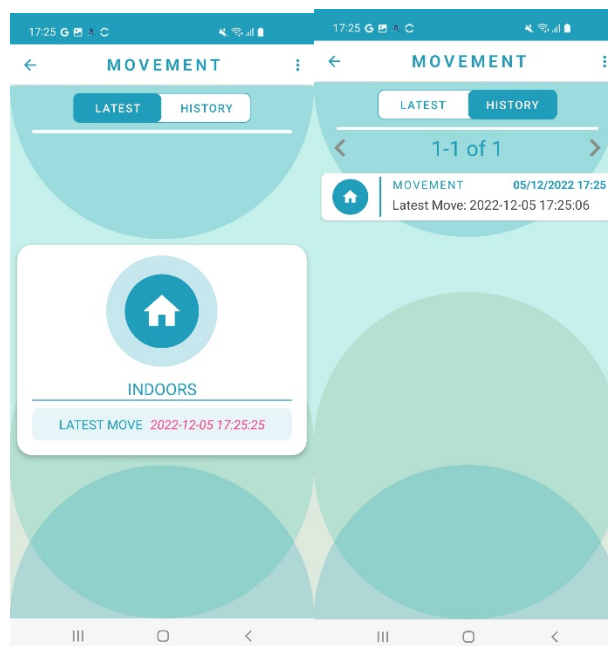 17:25 G
MOVEMENT
LATEST HISTORY
INDOORS
LATEST MOVE 2022-12-05 17:25:25
17:25 G
MOVEMENT
LATEST HISTORY
1-1 of 1
MOVEMENT 05/12/2022 17:25
Latest Move: 2022-12-05 17:25:06